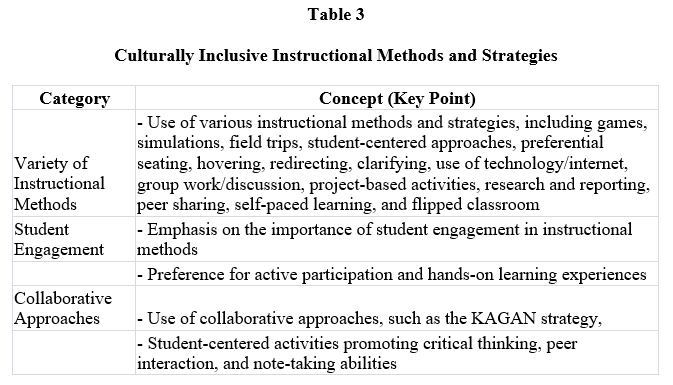 Table 3
Culturally Inclusive Instructional Methods and Strategies
Category
Concept (Key Point)
Variety of
Instructional
Methods
- Use of various instructional methods and strategies, including games,
simulations, field trips, student-centered approaches, preferential
seating, hovering, redirecting, clarifying, use of technology/internet,
group work/discussion, project-based activities, research and reporting,
peer sharing, self-paced learning, and flipped classroom
Student
Engagement
- Emphasis on the importance of student engagement in instructional
methods
- Preference for active participation and hands-on learning experiences
Collaborative
Approaches
- Use of collaborative approaches, such as the KAGAN strategy,
- Student-centered activities promoting critical thinking, peer
interaction, and note-taking abilities